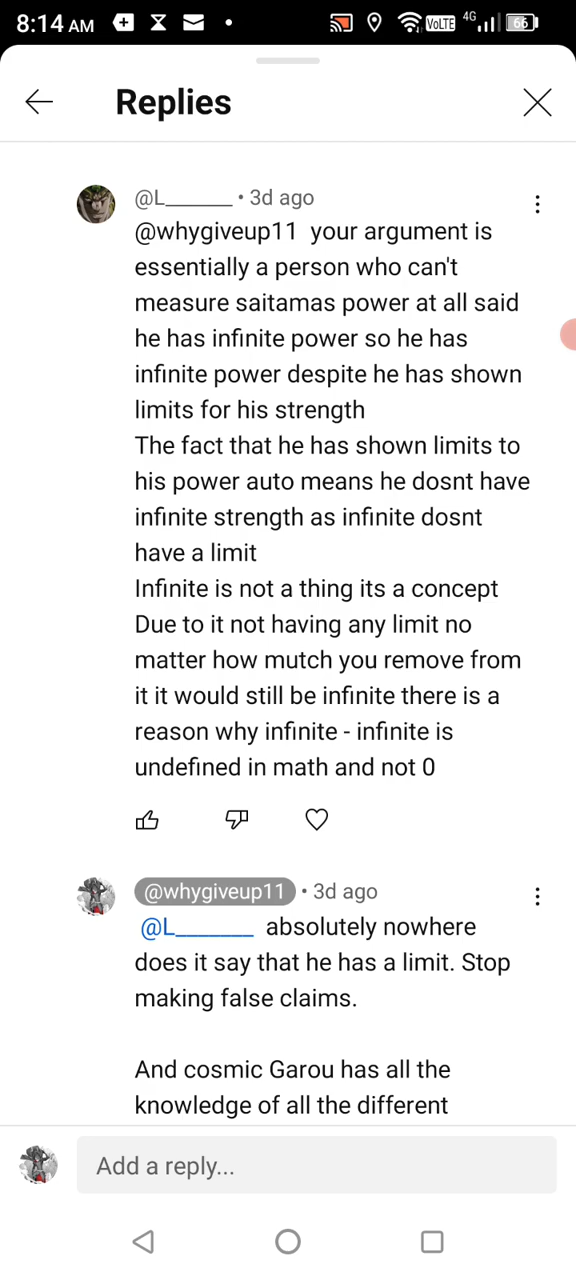 8:14 AM VoLTE 4G 66
Replies
@L______ • 3d ago
@whygiveup11 your argument is
essentially a person who can't
measure saitamas power at all said
he has infinite power so he has
infinite power despite he has shown
limits for his strength
The fact that he has shown limits to
his power auto means he dosnt have
infinite strength as infinite dosnt
have a limit
Infinite is not a thing its a concept
Due to it not having any limit no
matter how mutch you remove from
it it would still be infinite there is a
reason why infinite - infinite is
undefined in math and not 0
@whygiveup11 • 3d ago
@L______ absolutely nowhere
does it say that he has a limit. Stop
making false claims.
And cosmic Garou has all the
knowledge of all the different
Add a reply...